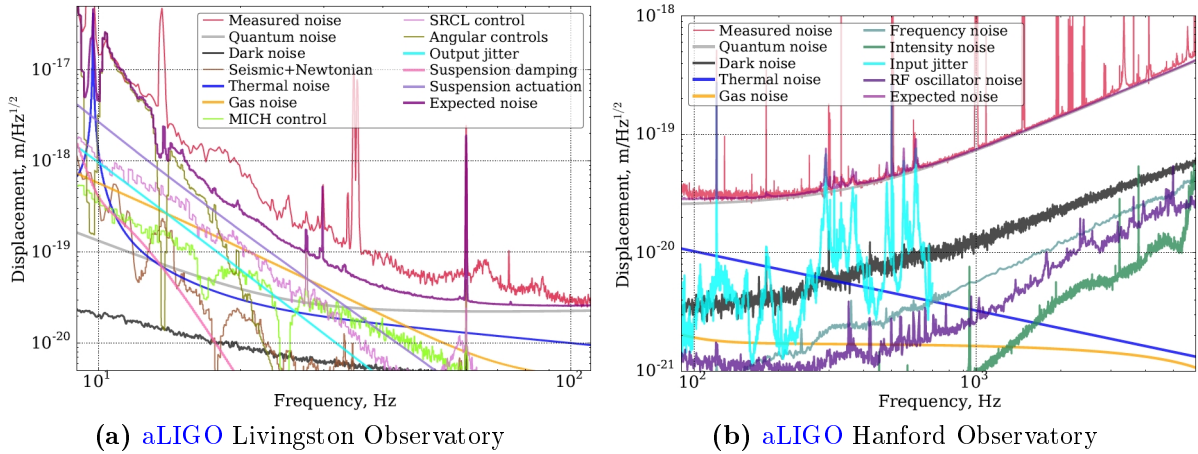 Displacement, m/Hz^1/2
10^-17
10^-18
10^-19
10^-20
Measured noise
Quantum noise
Dark noise
Seismic+Newtonian
Thermal noise
Gas noise
MICH control
SRCL control
Angular controls
Output jitter
Suspension damping
Suspension actuation
Expected noise
10^1
10^2
Frequency, Hz
(a) aLIGO Livingston Observatory
Displacement, m/Hz^1/2
10^-18
10^-19
10^-20
10^-21
Measured noise
Quantum noise
Dark noise
Thermal noise
Gas noise
Frequency noise
Intensity noise
Input jitter
RF oscillator noise
Expected noise
10^2
10^3
Frequency, Hz
(b) aLIGO Hanford Observatory